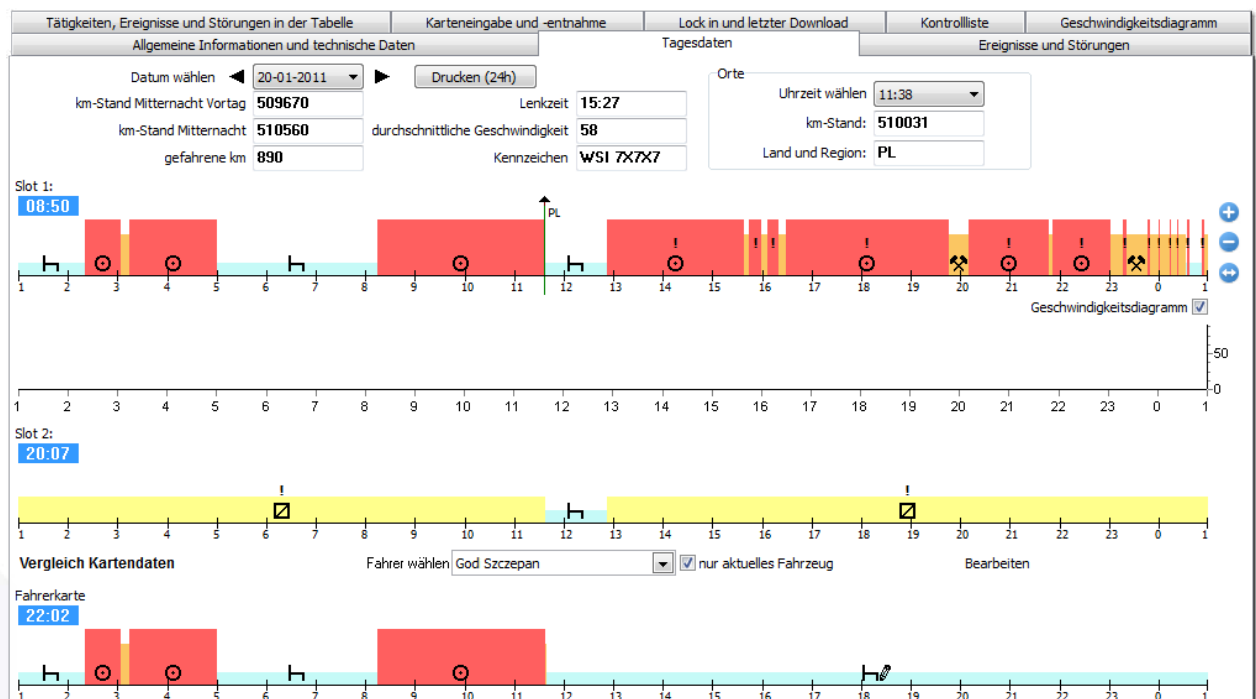 Tätigkeiten, Ereignisse und Störungen in der Tabelle Karteneingabe und -entnahme Lock in und letzter Download Kontrollliste Geschwindigkeitsdiagramm
Allgemeine Informationen und technische Daten Tagesdaten Ereignisse und Störungen
Datum wählen 20-01-2011 Drucken (24h) Orte
Uhrzeit wählen 11:38
km-Stand Mitternacht Vortag 509670 Lenkzeit 15:27
km-Stand: 510031
km-Stand Mitternacht 510560 durchschnittliche Geschwindigkeit 58
Land und Region: PL
gefahrene km 890 Kennzeichen WSI 7X7X7
Slot 1:
08:50
PL
! ! ! ! ! ! ! ! ! ! ! ! !
1 2 3 4 5 6 7 8 9 10 11 12 13 14 15 16 17 18 19 20 21 22 23 0 1
Geschwindigkeitsdiagramm
50
0
1 2 3 4 5 6 7 8 9 10 11 12 13 14 15 16 17 18 19 20 21 22 23 0 1
Slot 2:
20:07
! !
1 2 3 4 5 6 7 8 9 10 11 12 13 14 15 16 17 18 19 20 21 22 23 0 1
Vergleich Kartendaten Fahrer wählen God Szczepan nur aktuelles Fahrzeug Bearbeiten
Fahrerkarte
22:02
1 2 3 4 5 6 7 8 9 10 11 12 13 14 15 16 17 18 19 20 21 22 23 0 1